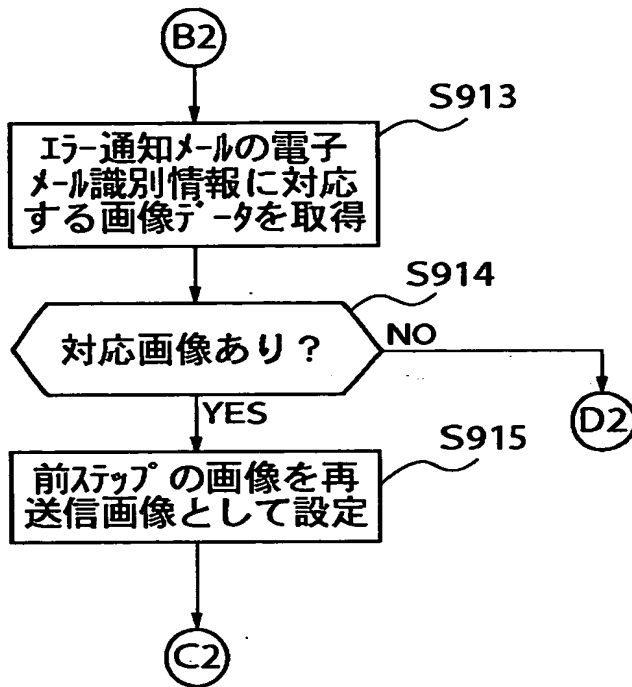 B2
S913
エラー通知メールの電子
メール識別情報に対応
する画像データを取得
S914
対応画像あり？
NO
YES
D2
S915
前ステップの画像を再
送信画像として設定
C2